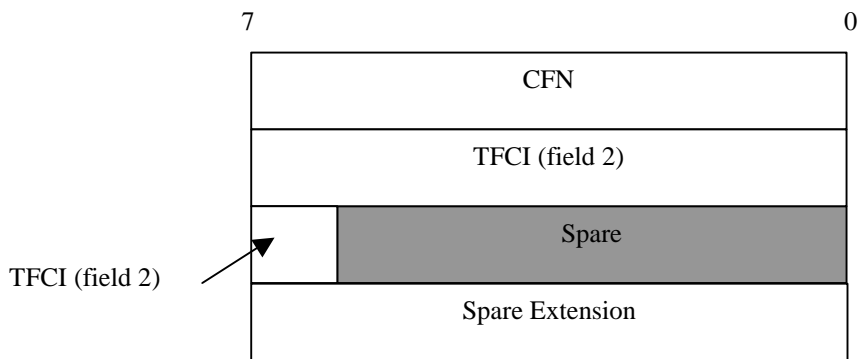 7 0
CFN
TFCI (field 2)
Spare
TFCI (field 2)
Spare Extension